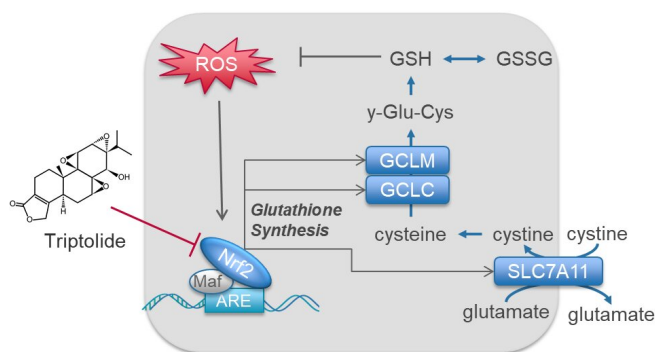 ROS
GSH
GSSG
y-Glu-Cys
GCLM
GCLC
Glutathione
Synthesis
cysteine
cystine
cystine
SLC7A11
glutamate
glutamate
O
O
OH
O
O
O
H
Triptolide
Nrf2
Maf
ARE